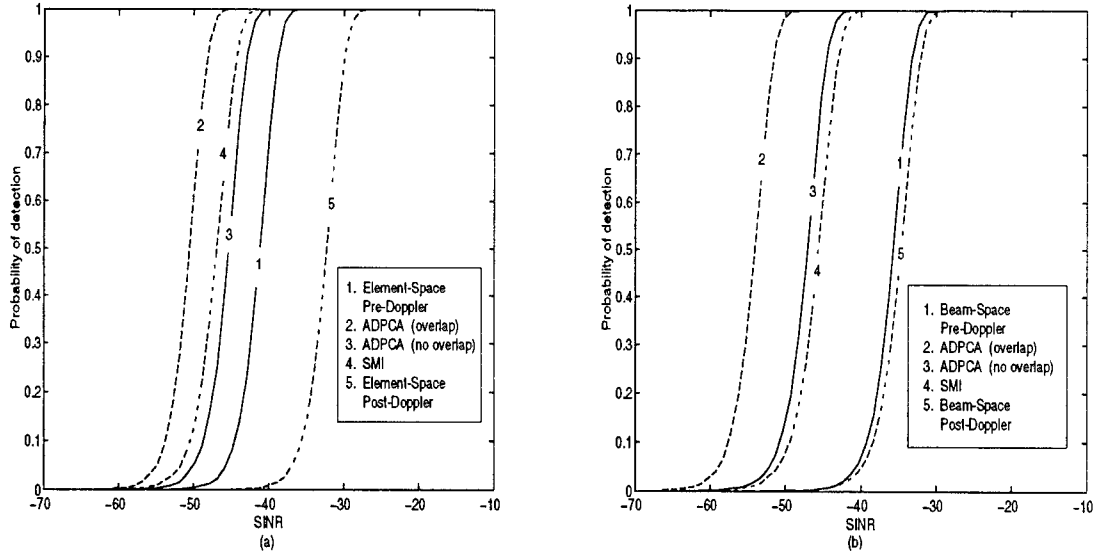 1
0.9
0.8
0.7
0.6
0.5
0.4
0.3
0.2
0.1
0
Probability of detection
2
4
3
1
5
1. Element-Space
Pre-Doppler
2. ADPCA (overlap)
3. ADPCA (no overlap)
4. SMI
5. Element-Space
Post-Doppler
-70
-60
-50
-40
-30
-20
-10
SINR
(a)
1
0.9
0.8
0.7
0.6
0.5
0.4
0.3
0.2
0.1
0
Probability of detection
2
3
1
4
5
1. Beam-Space
Pre-Doppler
2. ADPCA (overlap)
3. ADPCA (no overlap)
4. SMI
5. Beam-Space
Post-Doppler
-70
-60
-50
-40
-30
-20
-10
SINR
(b)